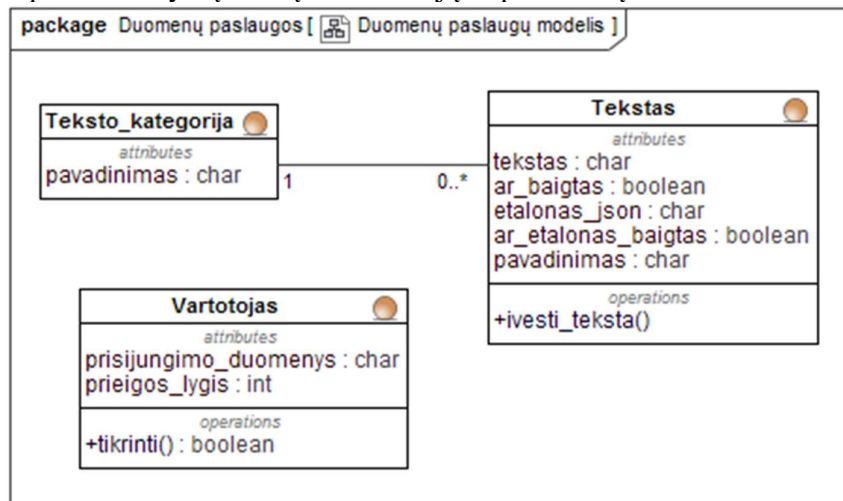 package Duomenų paslaugos [ Duomenų paslaugų modelis ]
Teksto_kategorija
attributes
pavadinimas : char
1
0..*
Tekstas
attributes
tekstas : char
ar_baigtas : boolean
etalonas_json : char
ar_etalonas_baigtas : boolean
pavadinimas : char
operations
+ivesti_teksta()
Vartotojas
attributes
prisijungimo_duomenys : char
prieigos_lygis : int
operations
+tikrinti() : boolean